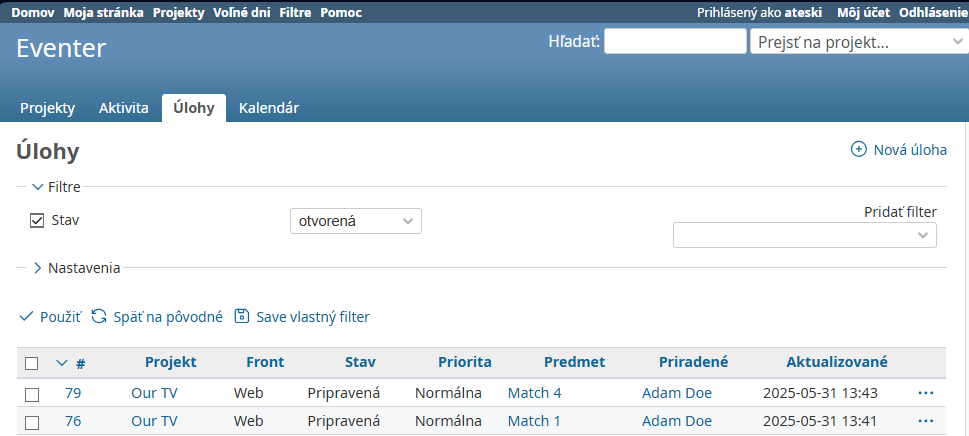 Domov Moja stránka Projekty Voľné dni Filtre Pomoc Prihlásený ako ateski Môj účet Odhlásenie
Eventer Hľadať: Prejsť na projekt...
Projekty Aktivita Úlohy Kalendár
Úlohy Nová úloha
Filtre
Stav otvorená Pridať filter
Nastavenia
Použiť Späť na pôvodné Save vlastný filter
# Projekt Front Stav Priorita Predmet Priradené Aktualizované
79 Our TV Web Pripravená Normálna Match 4 Adam Doe 2025-05-31 13:43 ...
76 Our TV Web Pripravená Normálna Match 1 Adam Doe 2025-05-31 13:41 ...